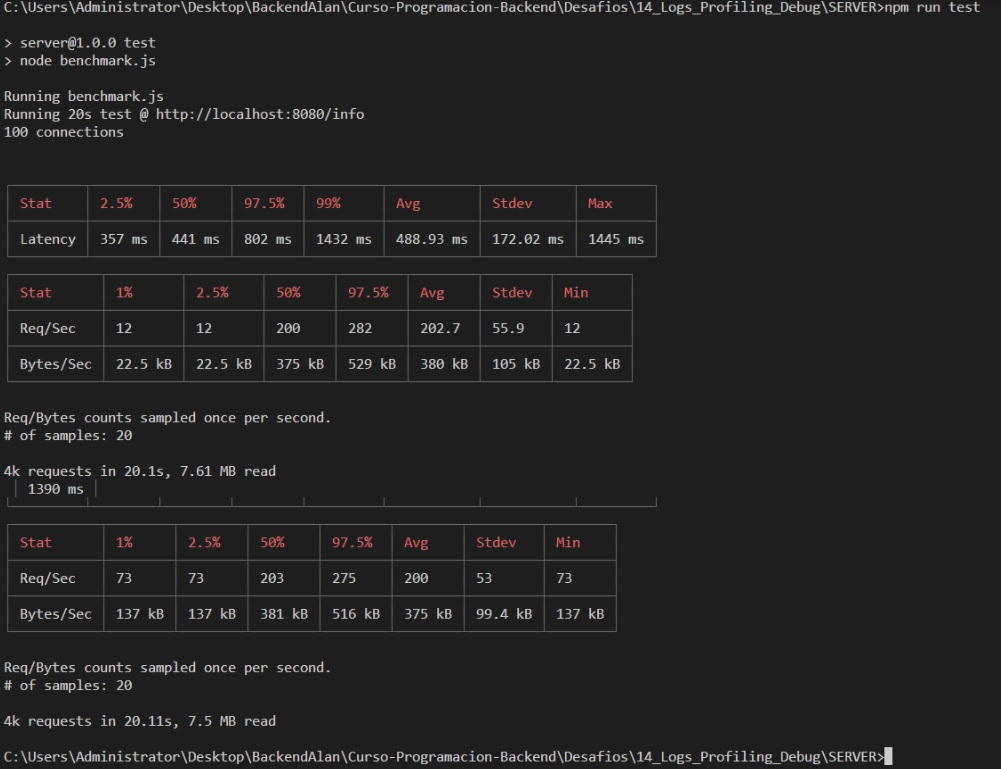 C:\Users\Administrator\Desktop\BackendAlan\Curso-Programacion-Backend\Desafios\14_Logs_Profiling_Debug\SERVER>npm run test
> server@1.0.0 test
> node benchmark.js
Running benchmark.js
Running 20s test @ http://localhost:8080/info
100 connections
Stat 2.5% 50% 97.5% 99% Avg Stdev Max
Latency 357 ms 441 ms 802 ms 1432 ms 488.93 ms 172.02 ms 1445 ms
Stat 1% 2.5% 50% 97.5% Avg Stdev Min
Req/Sec 12 12 200 282 202.7 55.9 12
Bytes/Sec 22.5 kB 22.5 kB 375 kB 529 kB 380 kB 105 kB 22.5 kB
Req/Bytes counts sampled once per second.
# of samples: 20
4k requests in 20.1s, 7.61 MB read
1390 ms
Stat 1% 2.5% 50% 97.5% Avg Stdev Min
Req/Sec 73 73 203 275 200 53 73
Bytes/Sec 137 kB 137 kB 381 kB 516 kB 375 kB 99.4 kB 137 kB
Req/Bytes counts sampled once per second.
# of samples: 20
4k requests in 20.11s, 7.5 MB read
C:\Users\Administrator\Desktop\BackendAlan\Curso-Programacion-Backend\Desafios\14_Logs_Profiling_Debug\SERVER>